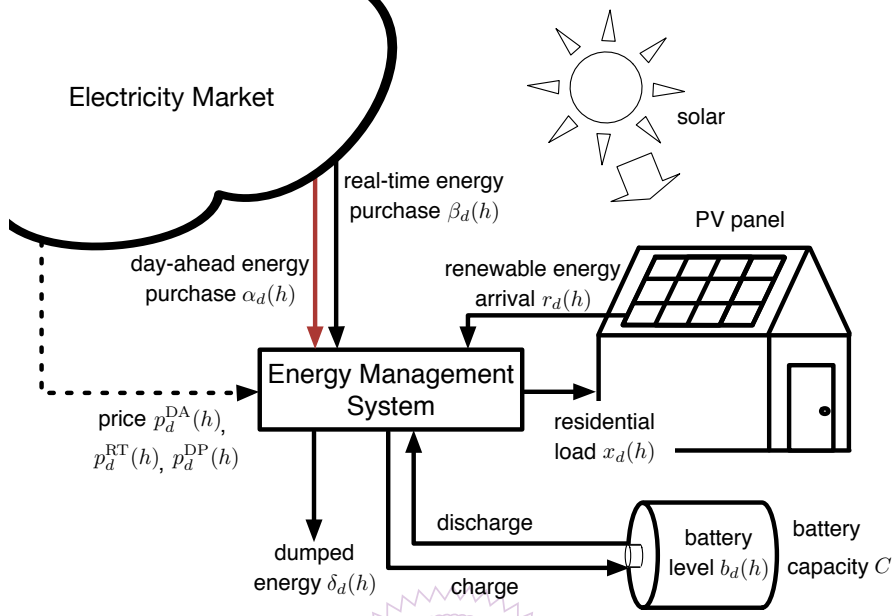 Electricity Market
solar
real-time energy
purchase β_d(h)
PV panel
day-ahead energy
purchase α_d(h)
renewable energy
arrival r_d(h)
Energy Management
System
price p_d^DA(h),
p_d^RT(h), p_d^DP(h)
residential
load x_d(h)
discharge
battery
level b_d(h)
battery
capacity C
dumped
energy δ_d(h)
charge